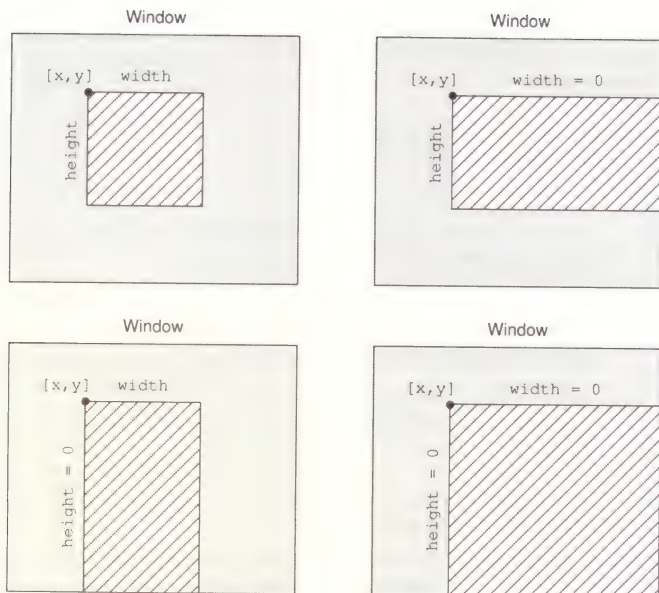 Window
[x,y] width
height
Window
[x,y] width = 0
height
Window
[x,y] width
height = 0
Window
[x,y] width = 0
height = 0